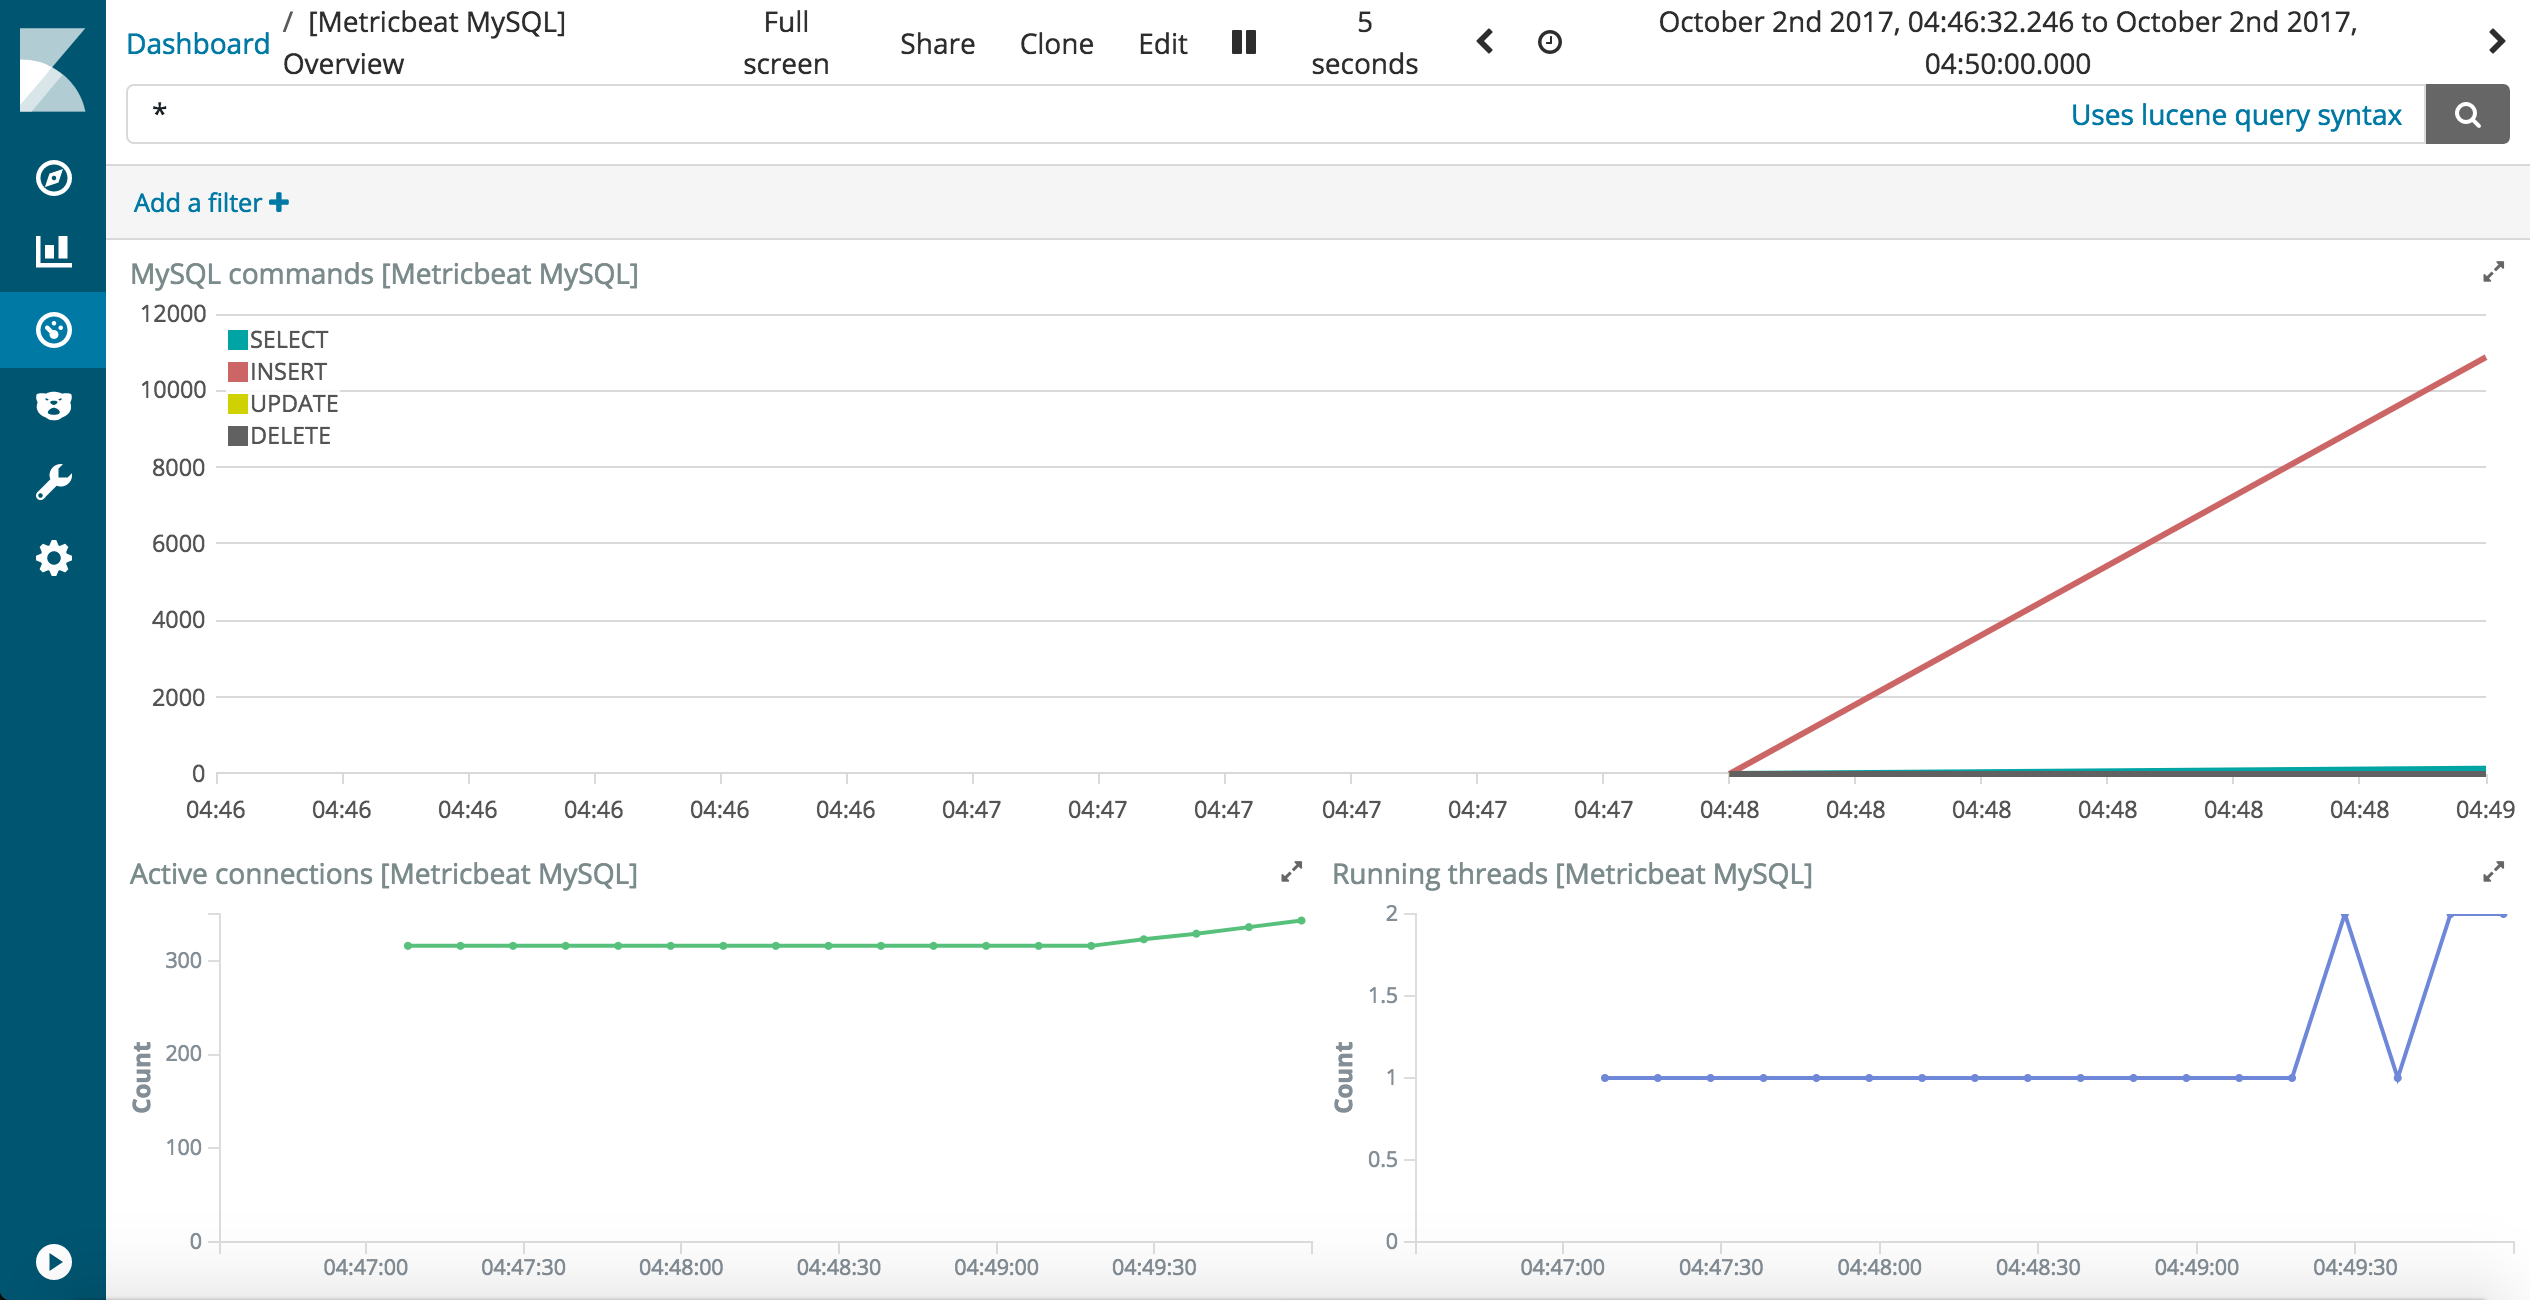 Dashboard / [Metricbeat MySQL]
Overview
Full
screen
Share
Clone
Edit
5
seconds
October 2nd 2017, 04:46:32.246 to October 2nd 2017,
04:50:00.000
*
Uses lucene query syntax
Add a filter +
MySQL commands [Metricbeat MySQL]
12000
10000
8000
6000
4000
2000
0
SELECT
INSERT
UPDATE
DELETE
04:46 04:46 04:46 04:46 04:46 04:46 04:47 04:47 04:47 04:47 04:47 04:47 04:48 04:48 04:48 04:48 04:48 04:48 04:49
Active connections [Metricbeat MySQL]
Count
300
200
100
0
04:47:00 04:47:30 04:48:00 04:48:30 04:49:00 04:49:30
Running threads [Metricbeat MySQL]
Count
2
1.5
1
0.5
0
04:47:00 04:47:30 04:48:00 04:48:30 04:49:00 04:49:30